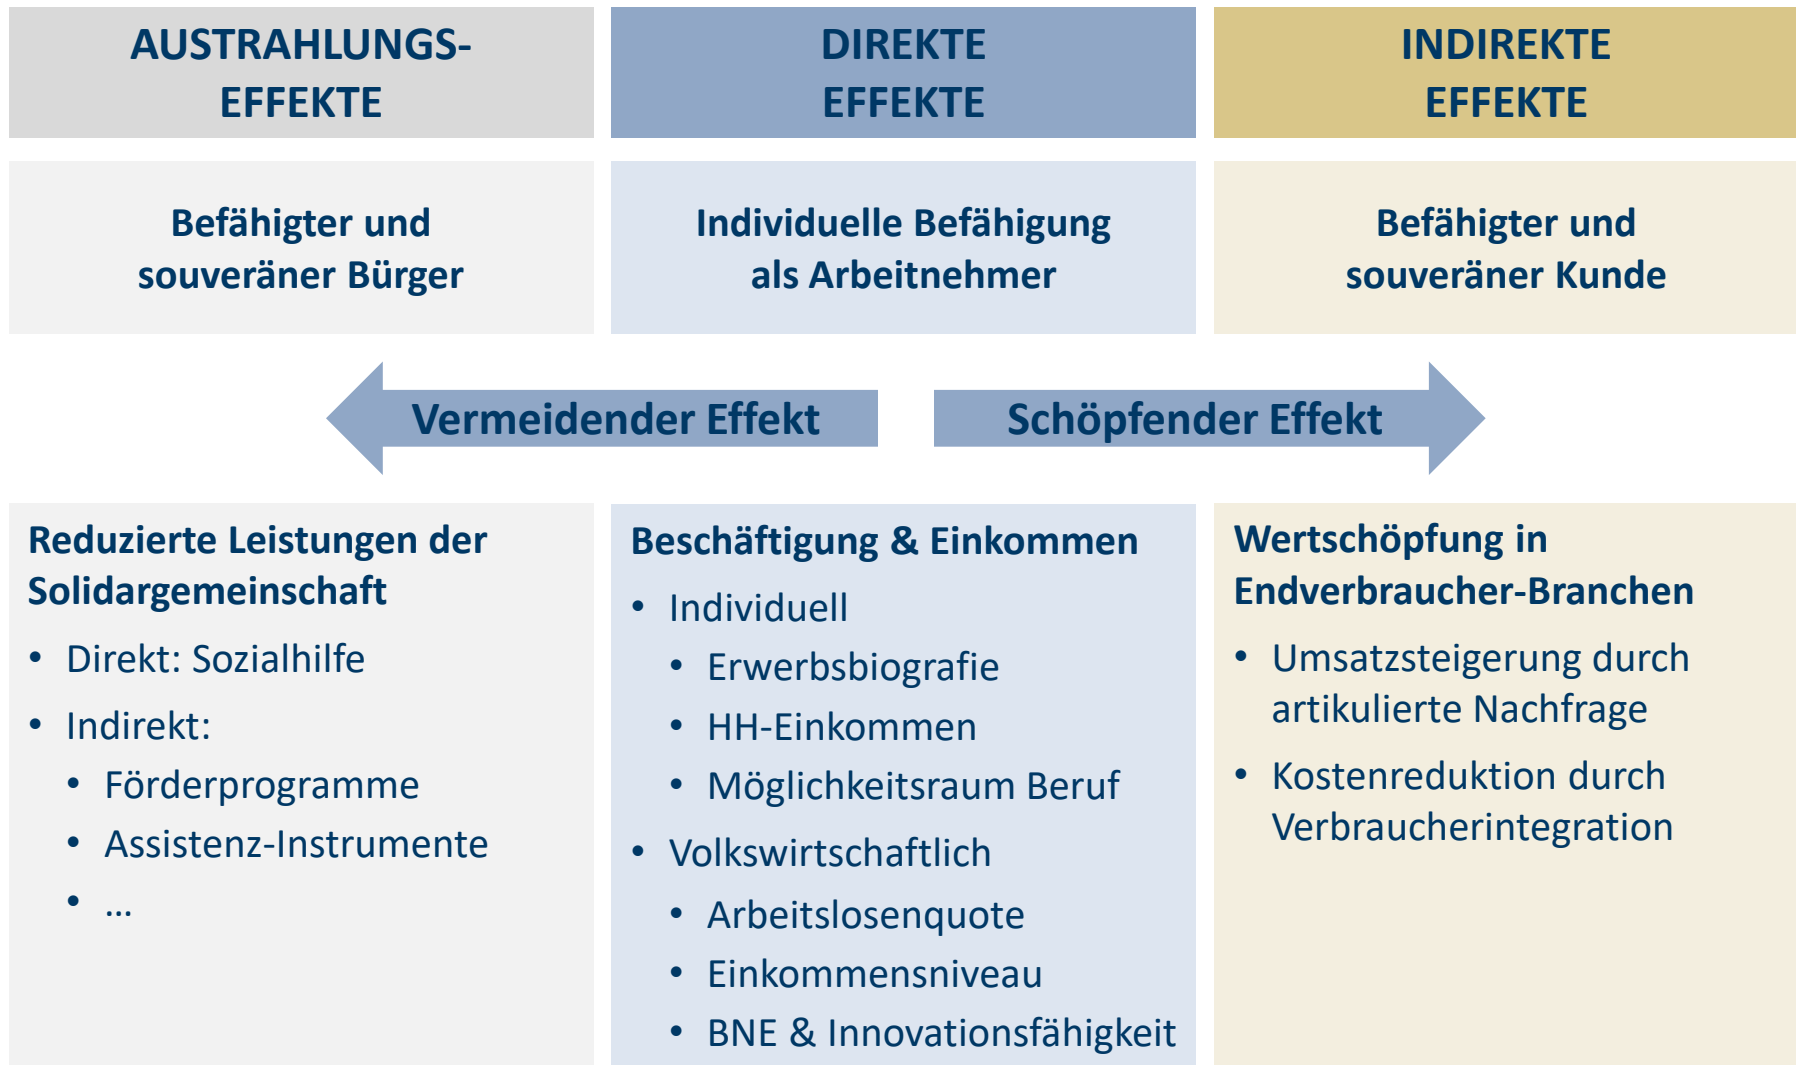 AUSTRAHLUNGS-
EFFEKTE
DIREKTE
EFFEKTE
INDIREKTE
EFFEKTE
Befähigter und
souveräner Bürger
Individuelle Befähigung
als Arbeitnehmer
Befähigter und
souveräner Kunde
Vermeidender Effekt
Schöpfender Effekt
Reduzierte Leistungen der
Solidargemeinschaft
• Direkt: Sozialhilfe
• Indirekt:
• Förderprogramme
• Assistenz-Instrumente
• ...
Beschäftigung & Einkommen
• Individuell
• Erwerbsbiografie
• HH-Einkommen
• Möglichkeitsraum Beruf
• Volkswirtschaftlich
• Arbeitslosenquote
• Einkommensniveau
• BNE & Innovationsfähigkeit
Wertschöpfung in
Endverbraucher-Branchen
• Umsatzsteigerung durch
artikulierte Nachfrage
• Kostenreduktion durch
Verbraucherintegration